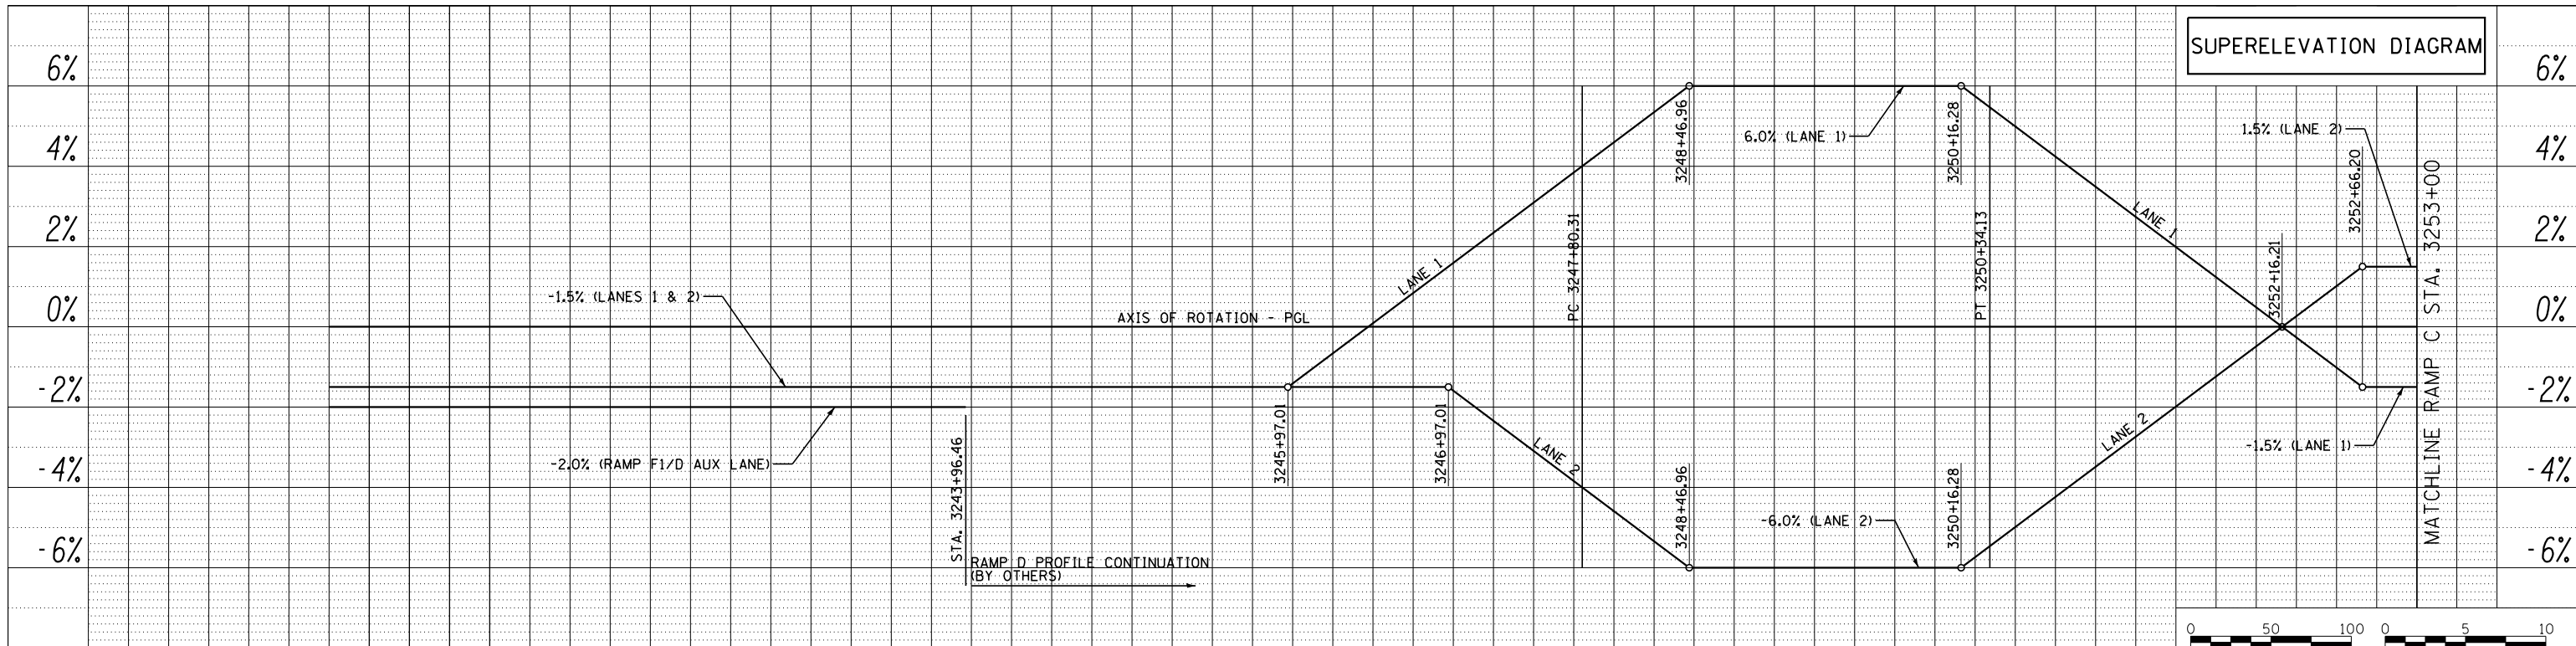 SUPERELEVATION DIAGRAM
6%
4%
2%
0%
-2%
-4%
-6%
-1.5% (LANES 1 & 2)
-2.0% (RAMP F1/D AUX LANE)
STA. 3243+96.46
RAMP D PROFILE CONTINUATION
(BY OTHERS)
AXIS OF ROTATION - PGL
3245+97.01
3246+97.01
LANE 1
LANE 2
PC 3247+80.31
3248+46.96
3248+46.96
6.0% (LANE 1)
-6.0% (LANE 2)
3250+16.28
3250+16.28
PT 3250+34.13
LANE 1
LANE 2
3252+16.21
3252+66.20
1.5% (LANE 2)
-1.5% (LANE 1)
MATCHLINE RAMP C STA. 3253+00
6%
4%
2%
0%
-2%
-4%
-6%
0 50 100
0 5 10